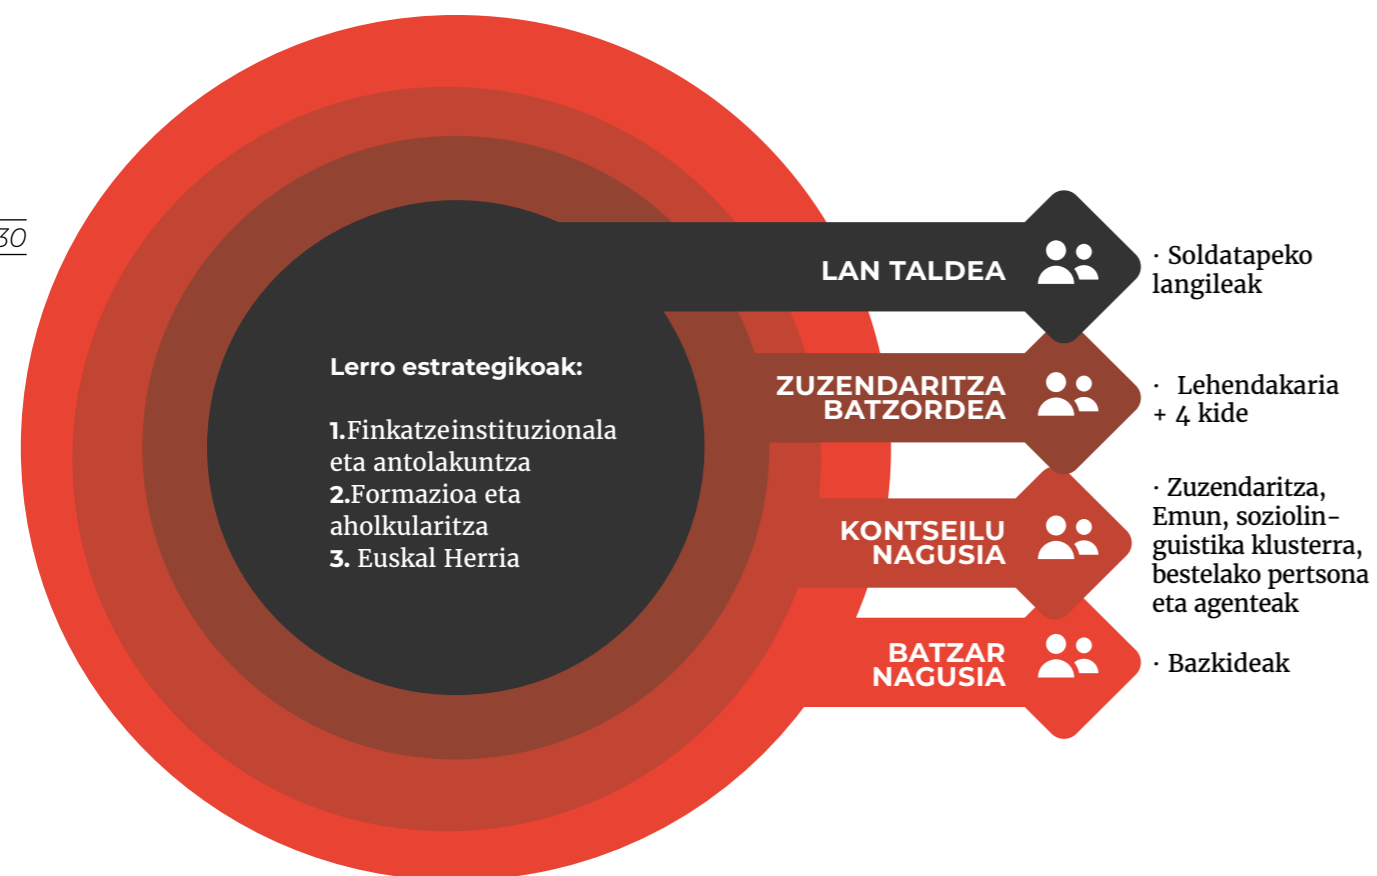 30
Lerro estrategikoak:
1.Finkatzeinstituzionala
eta antolakuntza
2.Formazioa eta
aholkularitza
3. Euskal Herria
LAN TALDEA
· Soldatapeko
langileak
ZUZENDARITZA
BATZORDEA
· Lehendakaria
+ 4 kide
KONTSEILU
NAGUSIA
· Zuzendaritza,
Emun, soziolin-
guistika klusterra,
bestelako pertsona
eta agenteak
BATZAR
NAGUSIA
· Bazkideak